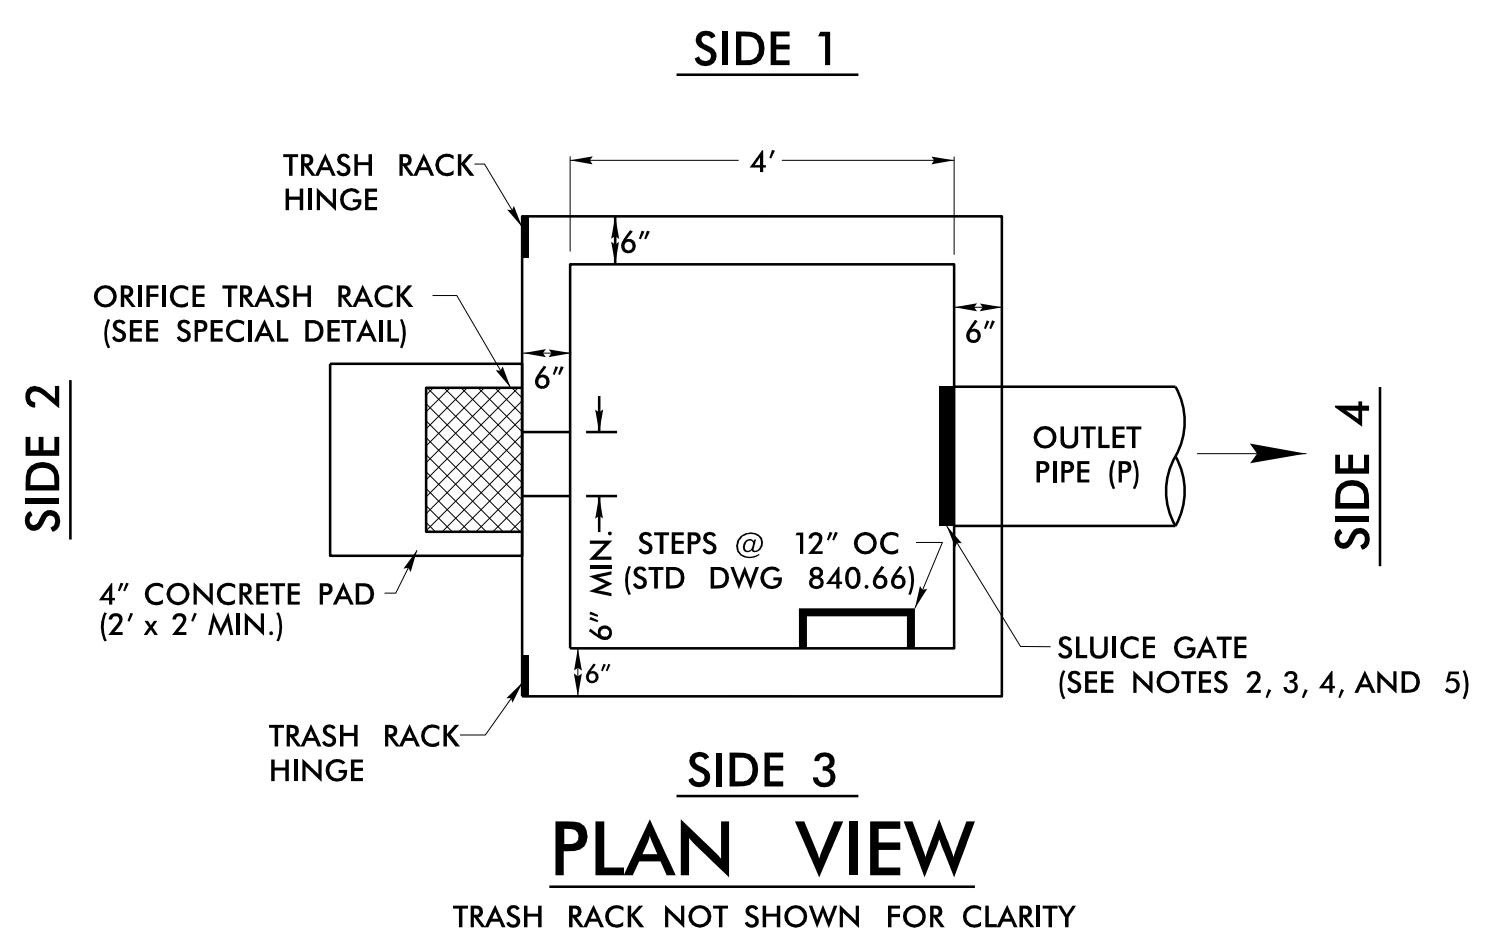 SIDE 1
TRASH RACK
HINGE
4'
6"
ORIFICE TRASH RACK
(SEE SPECIAL DETAIL)
6"
6"
SIDE 2
OUTLET
PIPE (P)
SIDE 4
6" MIN.
STEPS @ 12" OC
(STD DWG 840.66)
4" CONCRETE PAD
(2' x 2' MIN.)
SLUICE GATE
(SEE NOTES 2, 3, 4, AND 5)
6"
TRASH RACK
HINGE
SIDE 3
PLAN VIEW
TRASH RACK NOT SHOWN FOR CLARITY